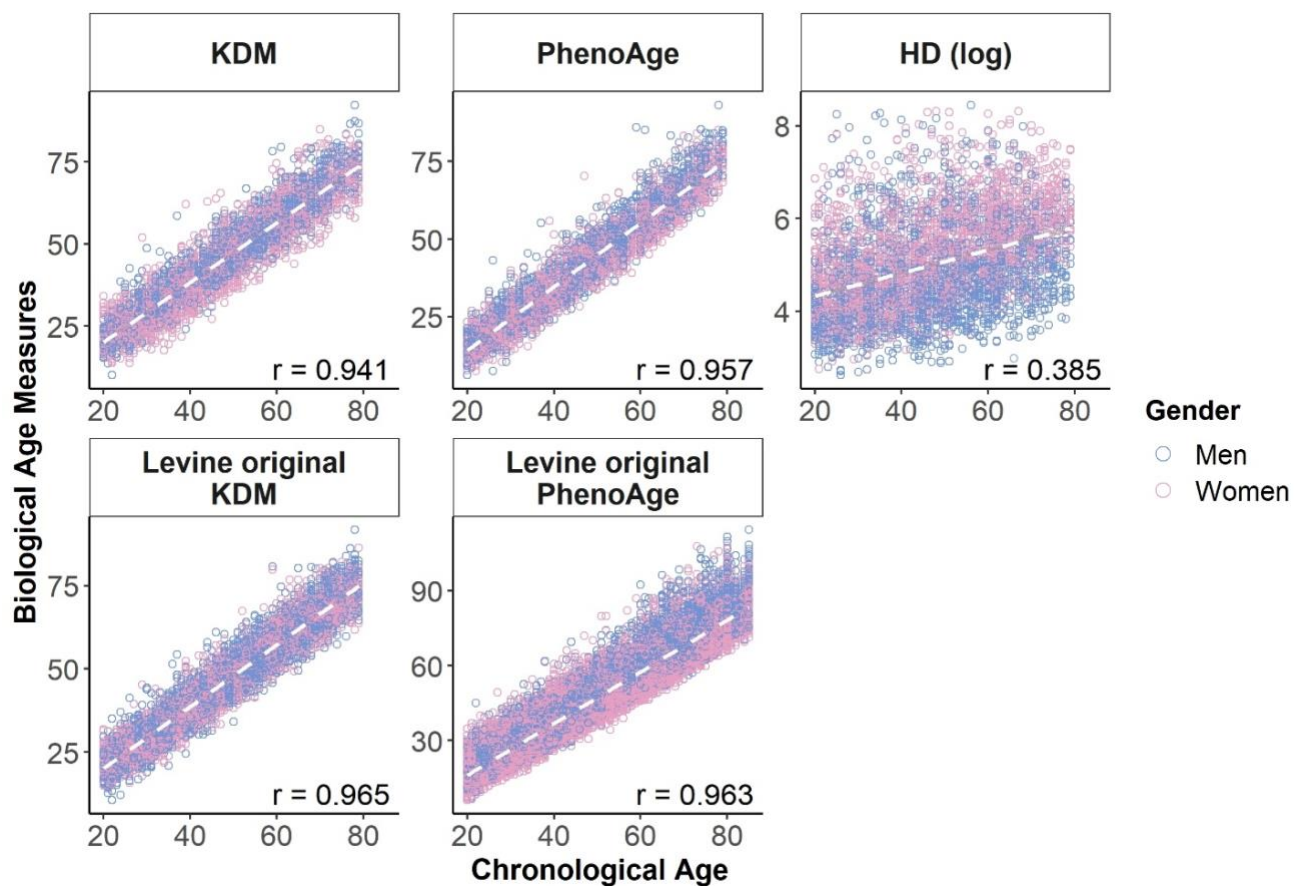 KDM
PhenoAge
HD (log)
75
50
25
r = 0.941
20 40 60 80
75
50
25
r = 0.957
20 40 60 80
8
6
4
r = 0.385
20 40 60 80
Biological Age Measures
Gender
Men
Women
Levine original
KDM
Levine original
PhenoAge
75
50
25
r = 0.965
20 40 60 80
90
60
30
r = 0.963
20 40 60 80
Chronological Age